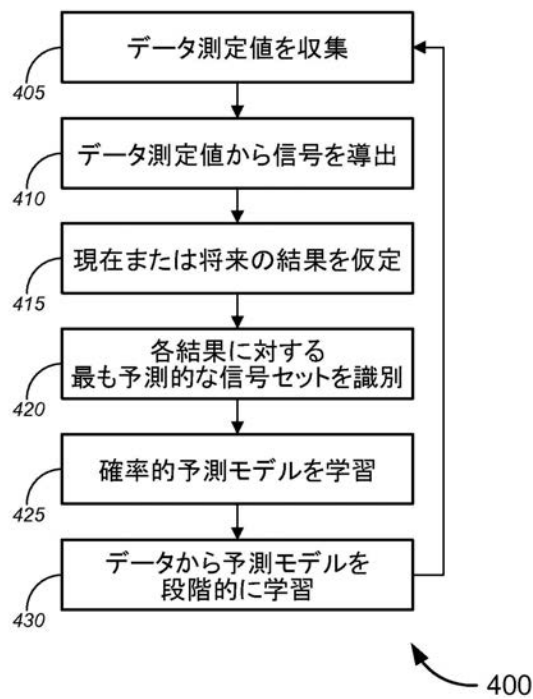 データ測定値を収集
405
データ測定値から信号を導出
410
現在または将来の結果を仮定
415
各結果に対する
最も予測的な信号セットを識別
420
確率的予測モデルを学習
425
データから予測モデルを
段階的に学習
430
400